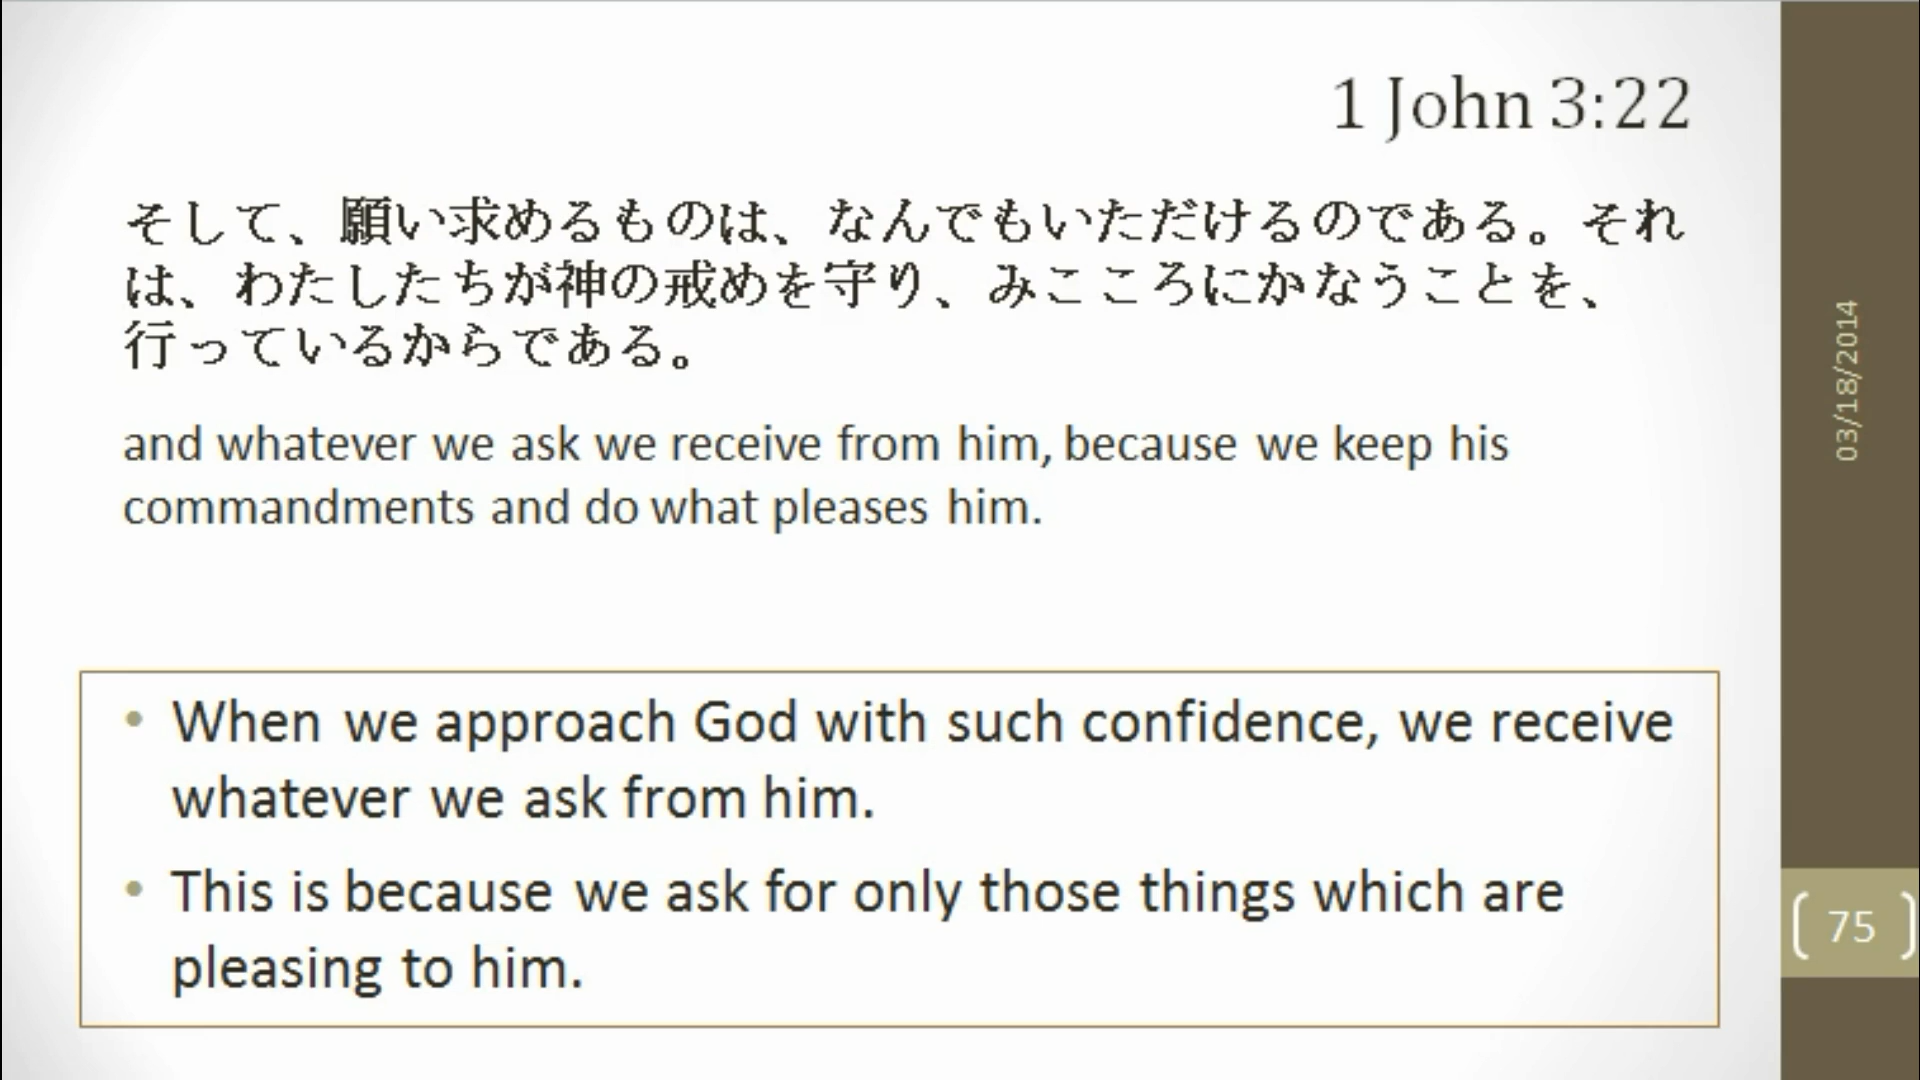 1 John 3:22
そして、願い求めるものは、なんでもいただけるのである。それ
は、わたしたちが神の戒めを守り、みこころにかなうことを、
行っているからである。
and whatever we ask we receive from him, because we keep his
commandments and do what pleases him.
• When we approach God with such confidence, we receive
whatever we ask from him.
• This is because we ask for only those things which are
pleasing to him.
03/18/2014
75